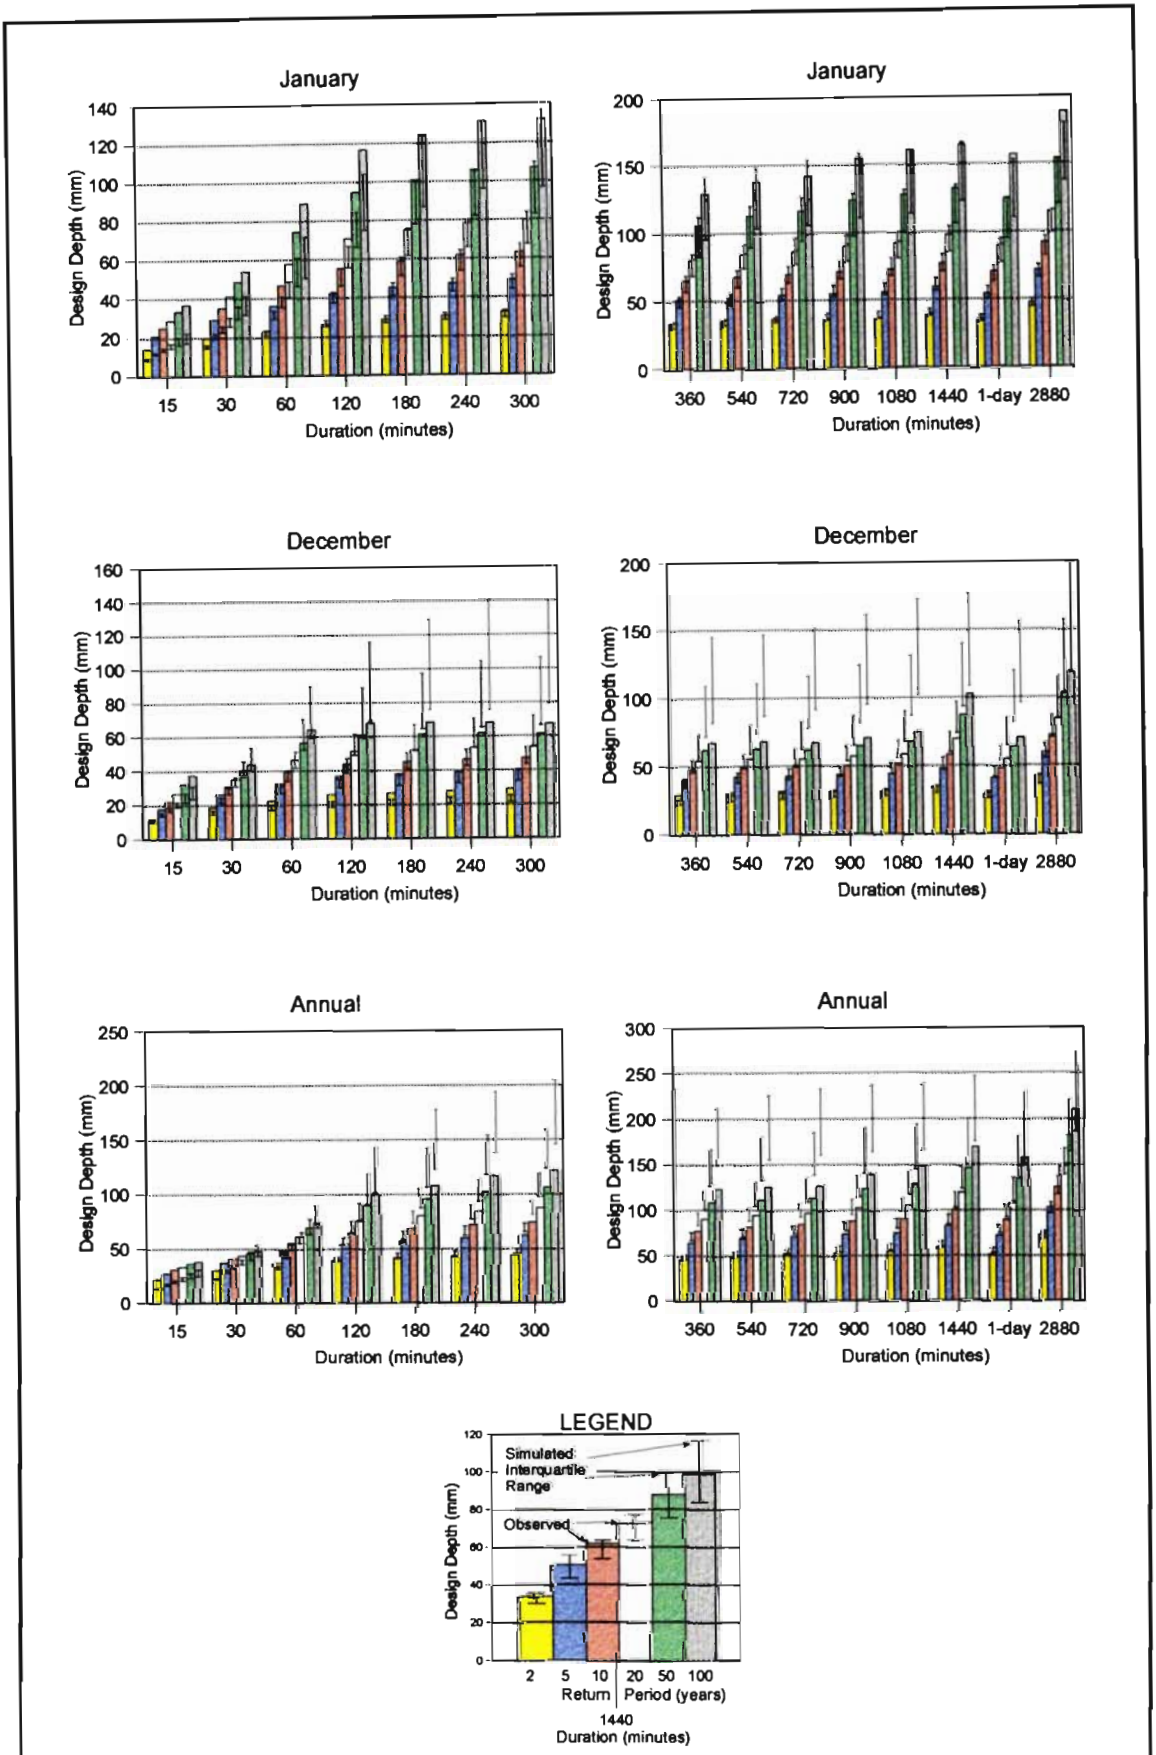 January
140
120
100
80
60
40
20
0
Design Depth (mm)
15 30 60 120 180 240 300
Duration (minutes)
January
200
150
100
50
0
Design Depth (mm)
360 540 720 900 1080 1440 1-day 2880
Duration (minutes)
December
160
140
120
100
80
60
40
20
0
Design Depth (mm)
15 30 60 120 180 240 300
Duration (minutes)
December
200
150
100
50
0
Design Depth (mm)
360 540 720 900 1080 1440 1-day 2880
Duration (minutes)
Annual
250
200
150
100
50
0
Design Depth (mm)
15 30 60 120 180 240 300
Duration (minutes)
Annual
300
250
200
150
100
50
0
Design Depth (mm)
360 540 720 900 1080 1440 1-day 2880
Duration (minutes)
LEGEND
120
100
80
60
40
20
0
Design Depth (mm)
Simulated
Interquartile
Range
Observed
2 5 10 20 50 100
Return Period (years)
1440
Duration (minutes)